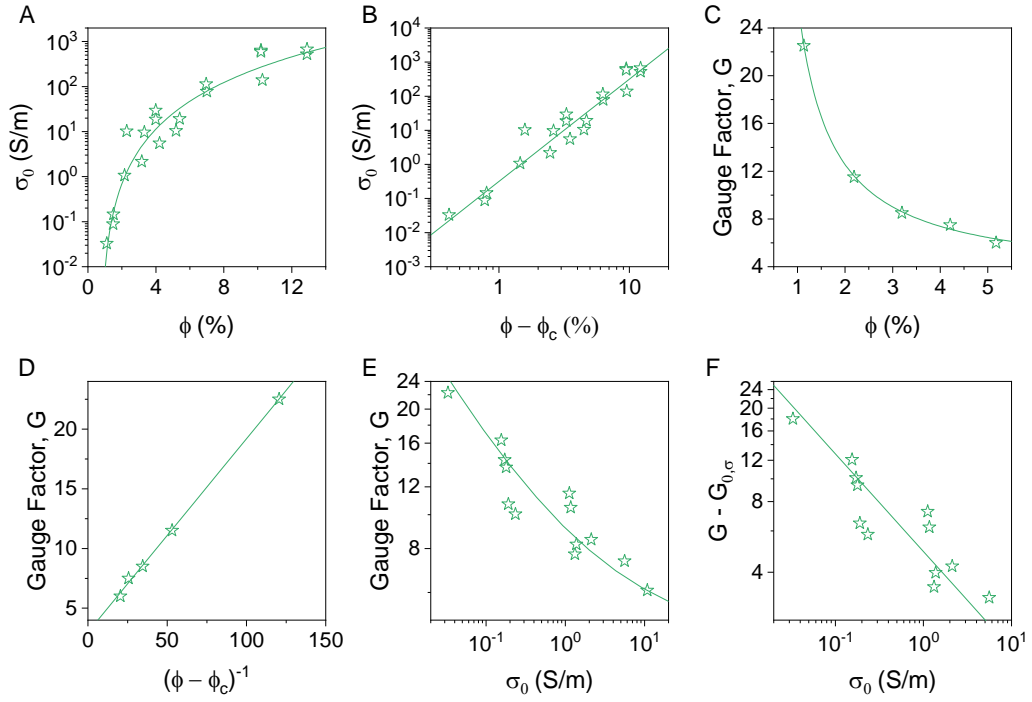 A
10³
10²
10¹
10⁰
10⁻¹
10⁻²
0 4 8 12
σ₀ (S/m)
ϕ (%)
B
10⁴
10³
10²
10¹
10⁰
10⁻¹
10⁻²
10⁻³
1 10
σ₀ (S/m)
ϕ − ϕc (%)
C
24
20
16
12
8
4
1 2 3 4 5
Gauge Factor, G
ϕ (%)
D
20
15
10
5
0 50 100 150
Gauge Factor, G
(ϕ − ϕc)⁻¹
E
24
20
16
12
8
10⁻¹ 10⁰ 10¹
Gauge Factor, G
σ₀ (S/m)
F
24
20
16
12
8
4
10⁻¹ 10⁰ 10¹
G - G₀,σ
σ₀ (S/m)